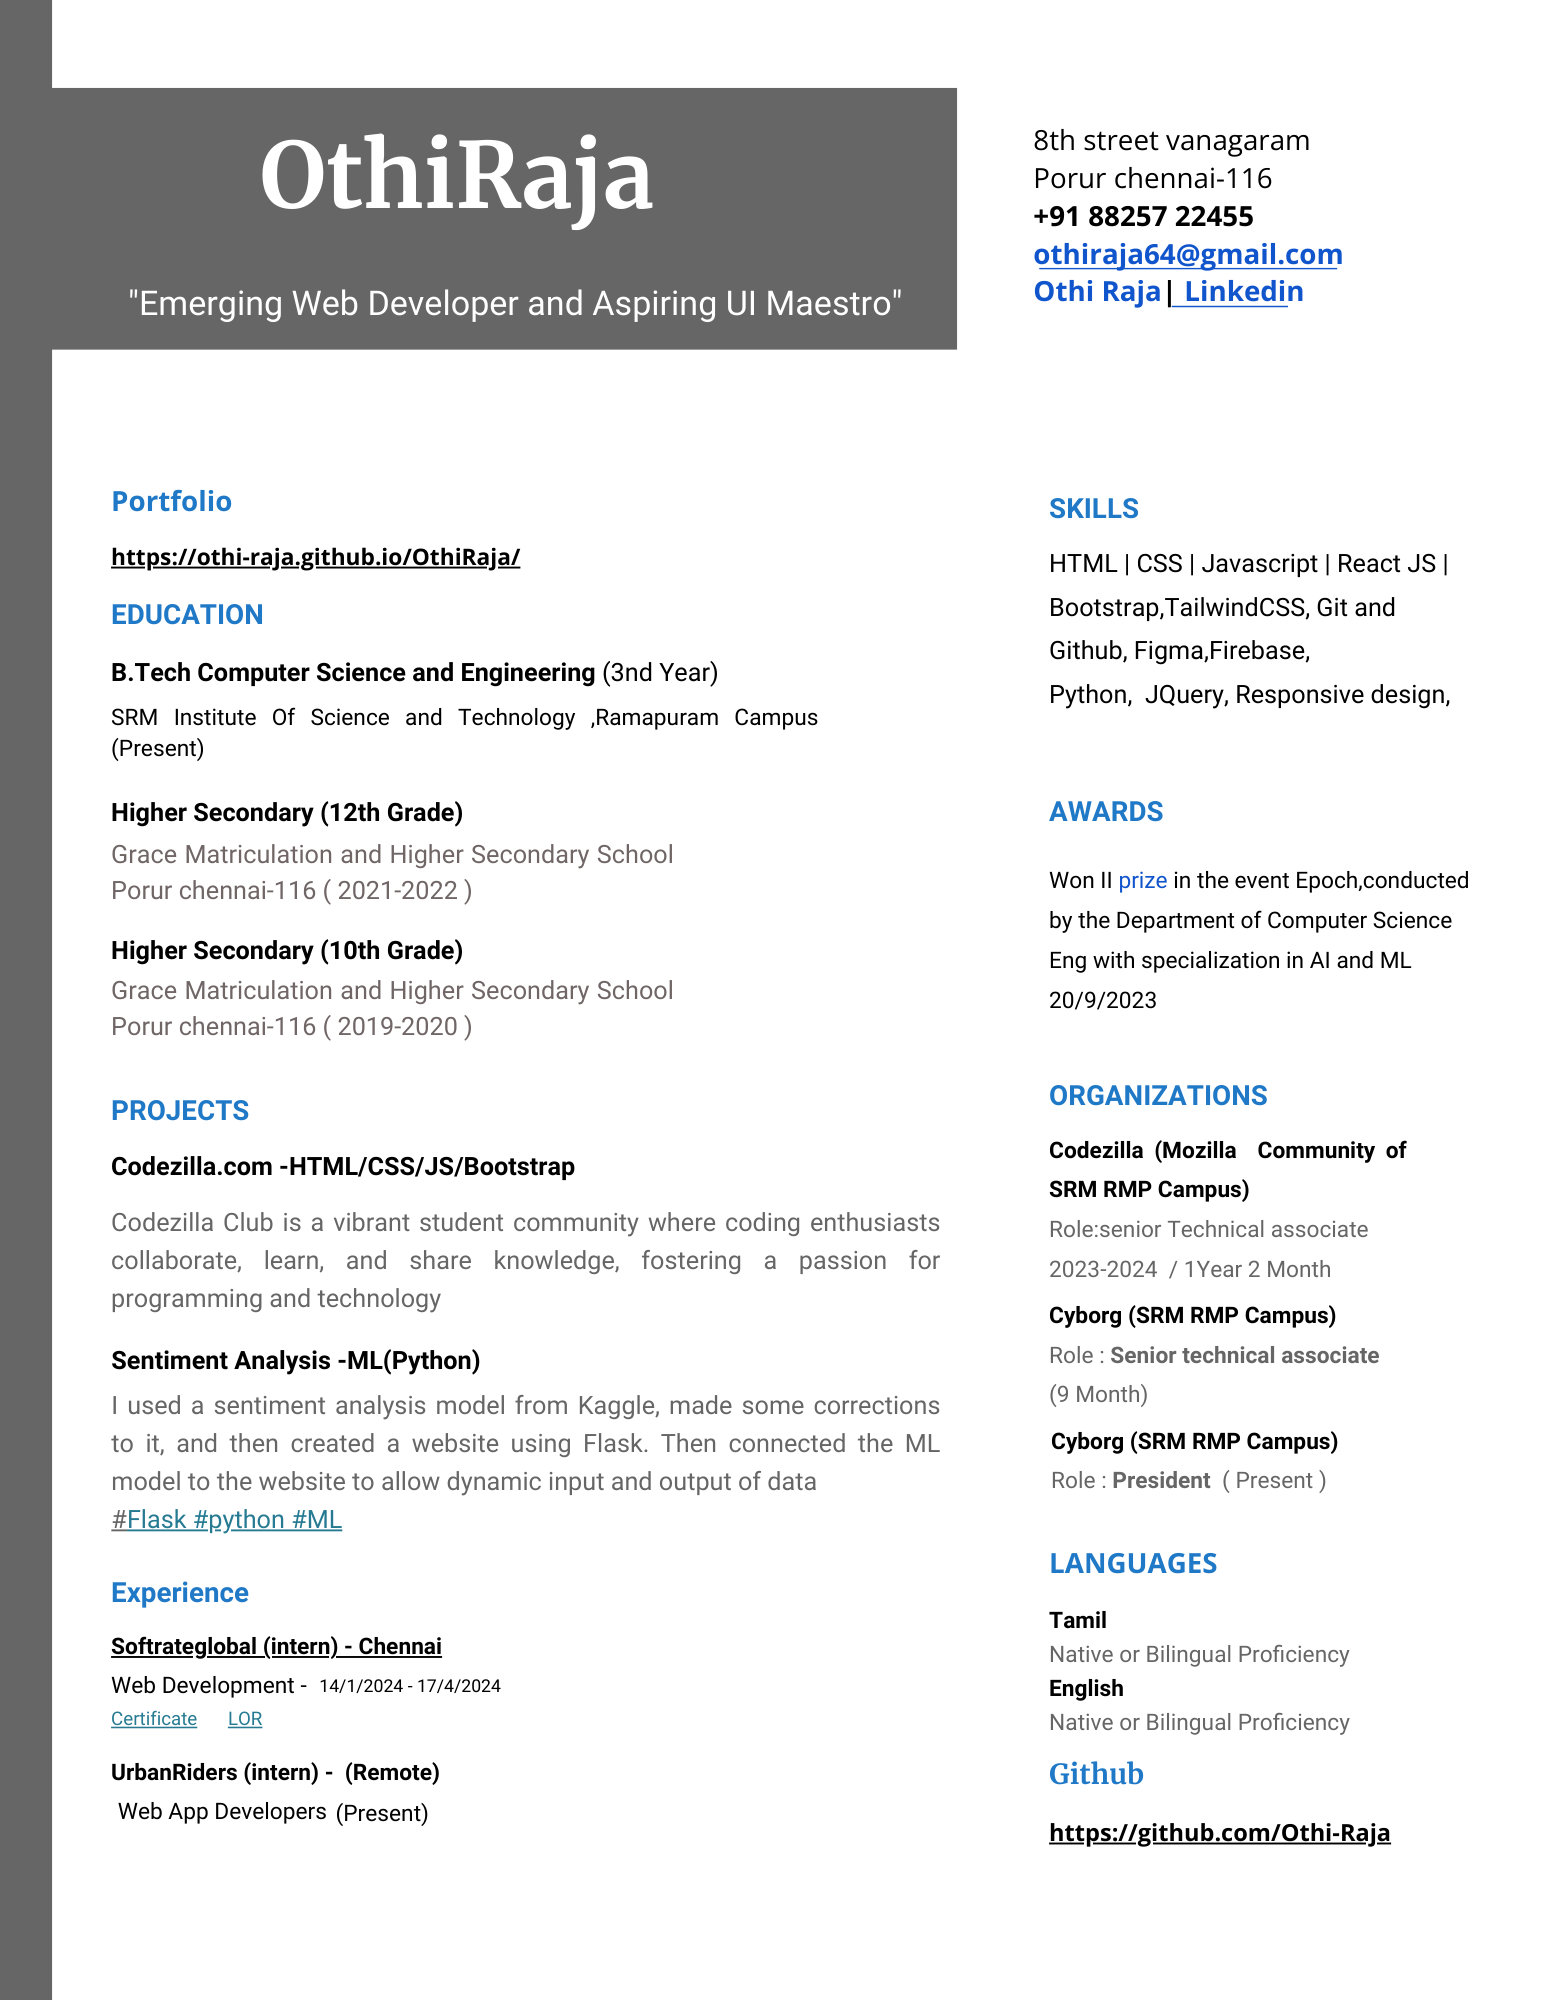 OthiRaja
"Emerging Web Developer and Aspiring UI Maestro"
8th street vanagaram
Porur chennai-116
+91 88257 22455
othiraja64@gmail.com
Othi Raja| Linkedin
Portfolio
https://othi-raja.github.io/OthiRaja/
EDUCATION
B.Tech Computer Science and Engineering (3nd Year)
SRM Institute Of Science and Technology ,Ramapuram Campus
(Present)
Higher Secondary (12th Grade)
Grace Matriculation and Higher Secondary School
Porur chennai-116 ( 2021-2022 )
Higher Secondary (10th Grade)
Grace Matriculation and Higher Secondary School
Porur chennai-116 ( 2019-2020 )
PROJECTS
Codezilla.com -HTML/CSS/JS/Bootstrap
Codezilla Club is a vibrant student community where coding enthusiasts
collaborate, learn, and share knowledge, fostering a passion for
programming and technology
Sentiment Analysis -ML(Python)
I used a sentiment analysis model from Kaggle, made some corrections
to it, and then created a website using Flask. Then connected the ML
model to the website to allow dynamic input and output of data
#Flask #python #ML
Experience
Softrateglobal (intern) - Chennai
Web Development - 14/1/2024 - 17/4/2024
Certificate LOR
UrbanRiders (intern) - (Remote)
Web App Developers (Present)
SKILLS
HTML | CSS | Javascript | React JS |
Bootstrap,TailwindCSS, Git and
Github, Figma,Firebase,
Python, JQuery, Responsive design,
AWARDS
Won II prize in the event Epoch,conducted
by the Department of Computer Science
Eng with specialization in AI and ML
20/9/2023
ORGANIZATIONS
Codezilla (Mozilla Community of
SRM RMP Campus)
Role:senior Technical associate
2023-2024 / 1Year 2 Month
Cyborg (SRM RMP Campus)
Role : Senior technical associate
(9 Month)
Cyborg (SRM RMP Campus)
Role : President ( Present )
LANGUAGES
Tamil
Native or Bilingual Proficiency
English
Native or Bilingual Proficiency
Github
https://github.com/Othi-Raja